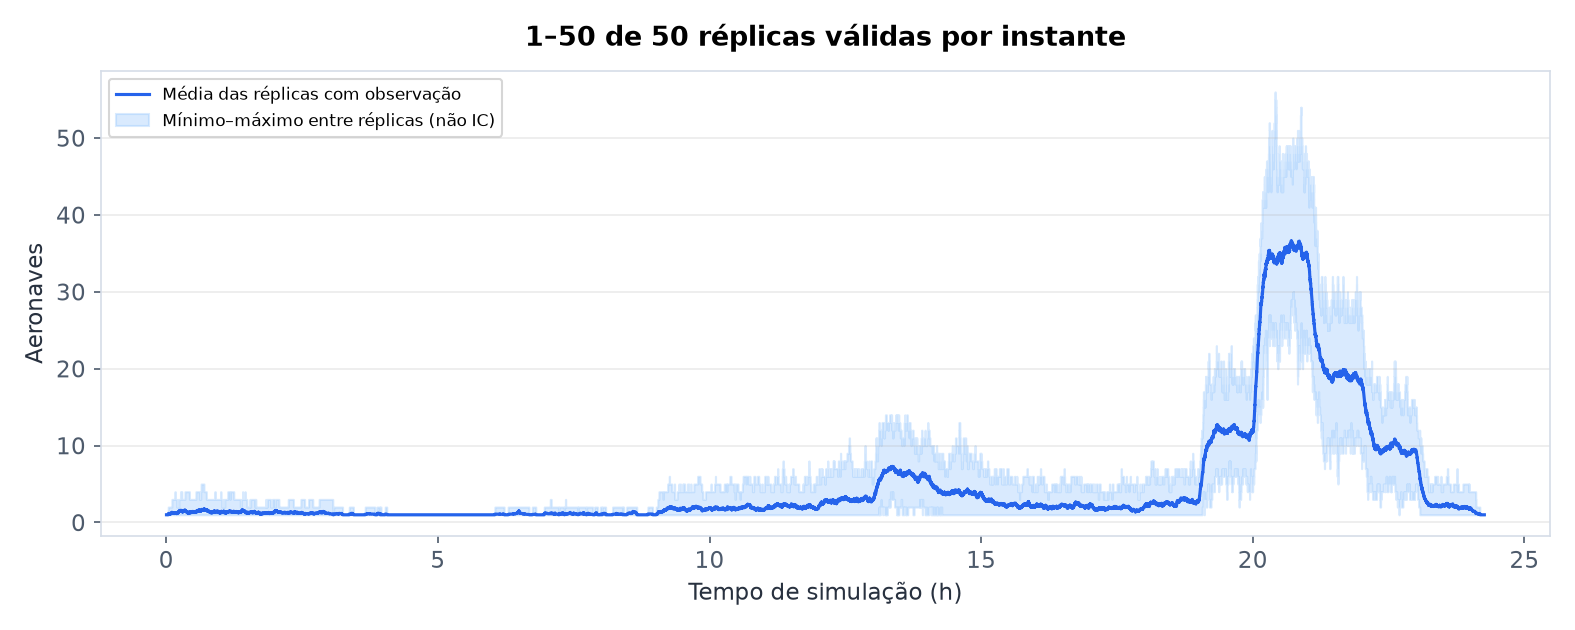 1–50 de 50 réplicas válidas por instante
Média das réplicas com observação
Mínimo–máximo entre réplicas (não IC)
Aeronaves
50
40
30
20
10
0
0 5 10 15 20 25
Tempo de simulação (h)